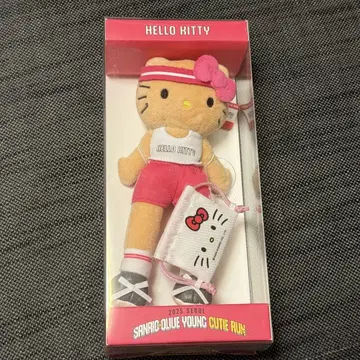 HELLO KITTY
HELLO KITTY
2025 SEOUL
SANRIO·OLIVE YOUNG CUTIE RUN